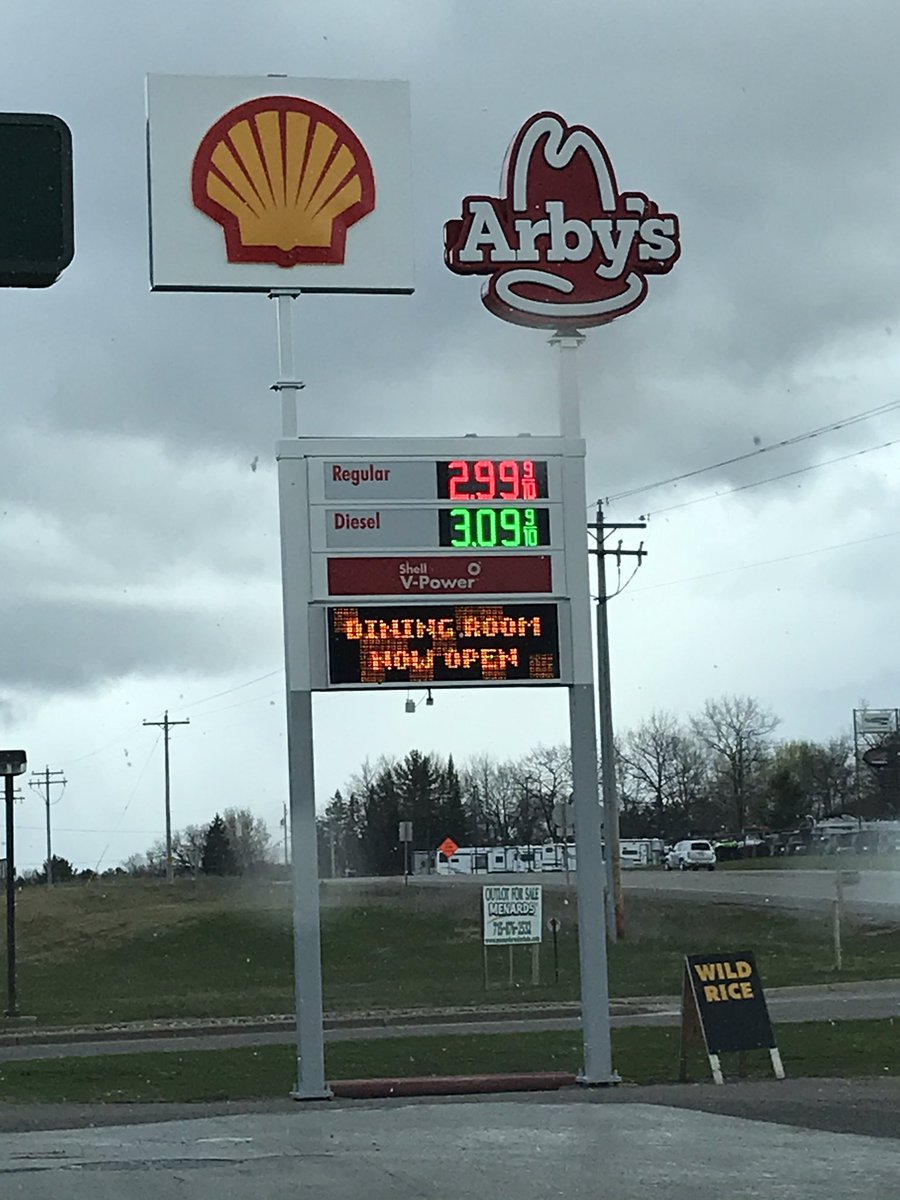 Arby's
Regular 2.99 9/10
Diesel 3.09 9/10
Shell
V-Power
DINING ROOM
NOW OPEN
OUTLOT FOR SALE
MENARDS
WILD
RICE